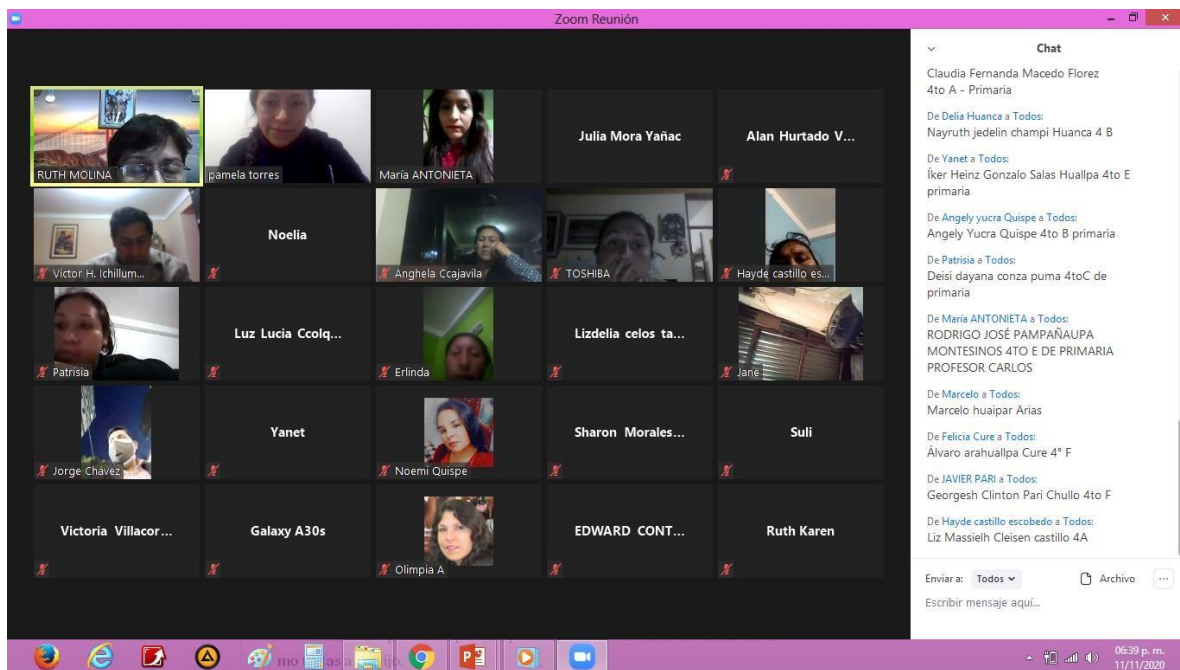 Zoom Reunión
RUTH MOLINA
pamela torres
María ANTONIETA
Julia Mora Yañac
Alan Hurtado V...
Victor H. Ichillum...
Noelia
Anghela Ccajavila
TOSHIBA
Hayde castillo es...
Patrisia
Luz Lucia Ccolq...
Erlinda
Lizdelia celos ta...
Jane
Jorge Chávez
Yanet
Noemi Quispe
Sharon Morales...
Suli
Victoria Villacor...
Galaxy A30s
Olimpia A
EDWARD CONT...
Ruth Karen
Chat
Claudia Fernanda Macedo Florez
4to A - Primaria
De Delia Huanca a Todos:
Nayruth jedelin champi Huanca 4 B
De Yanet a Todos:
Íker Heinz Gonzalo Salas Huallpa 4to E
primaria
De Angely yucra Quispe a Todos:
Angely Yucra Quispe 4to B primaria
De Patrisia a Todos:
Deisi dayana conza puma 4toC de
primaria
De María ANTONIETA a Todos:
RODRIGO JOSÉ PAMPAÑAUPA
MONTESINOS 4TO E DE PRIMARIA
PROFESOR CARLOS
De Marcelo a Todos:
Marcelo huaipar Arias
De Felicia Cure a Todos:
Álvaro arahuallpa Cure 4° F
De JAVIER PARI a Todos:
Georgesh Clinton Pari Chullo 4to F
De Hayde castillo escobedo a Todos:
Liz Massielh Cleisen castillo 4A
Enviar a: Todos
Archivo
Escribir mensaje aquí...
06:39 p. m.
11/11/2020